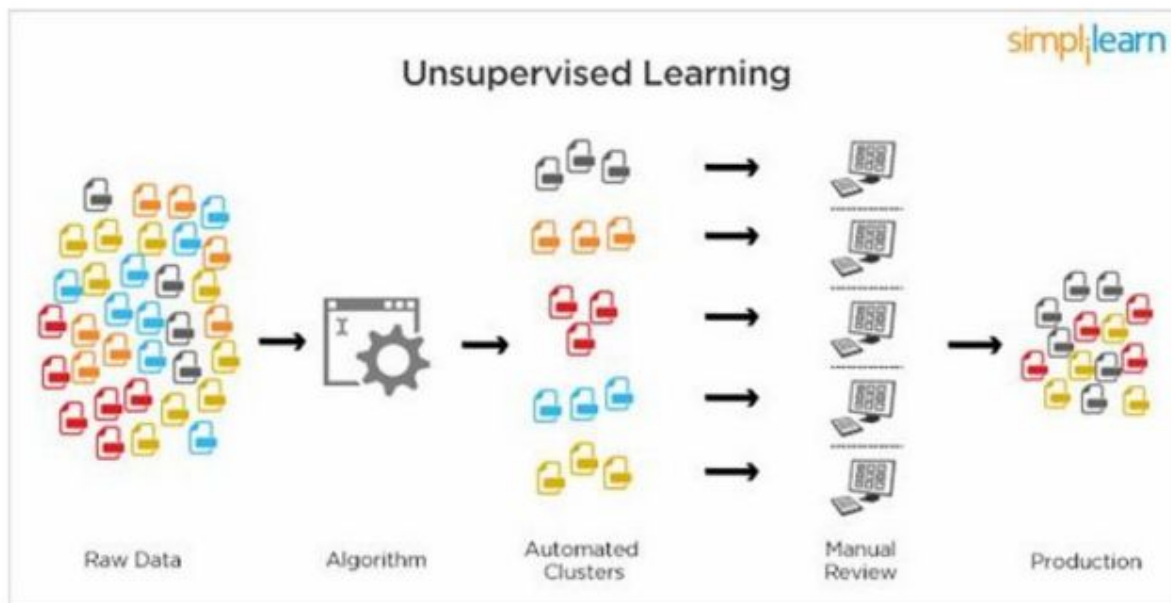 simplilearn
Unsupervised Learning
Raw Data
Algorithm
Automated
Clusters
Manual
Review
Production